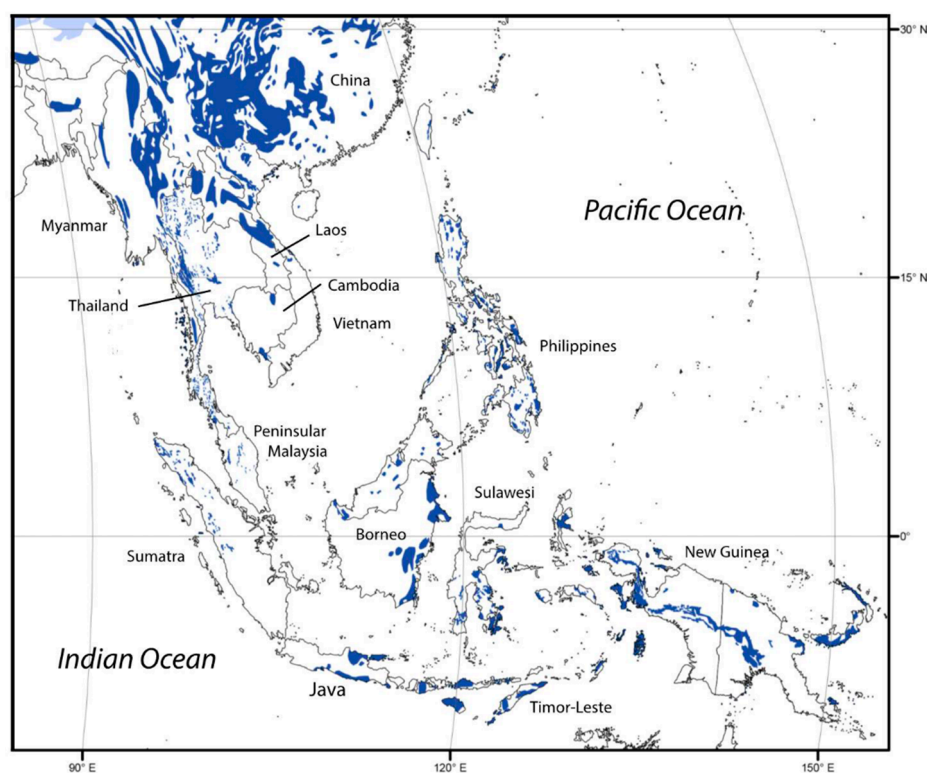 30° N
China
Pacific Ocean
Myanmar
Laos
15° N
Cambodia
Thailand
Vietnam
Philippines
Peninsular
Malaysia
Sulawesi
0°
Borneo
New Guinea
Sumatra
Indian Ocean
Java
Timor-Leste
90° E
120° E
150° E